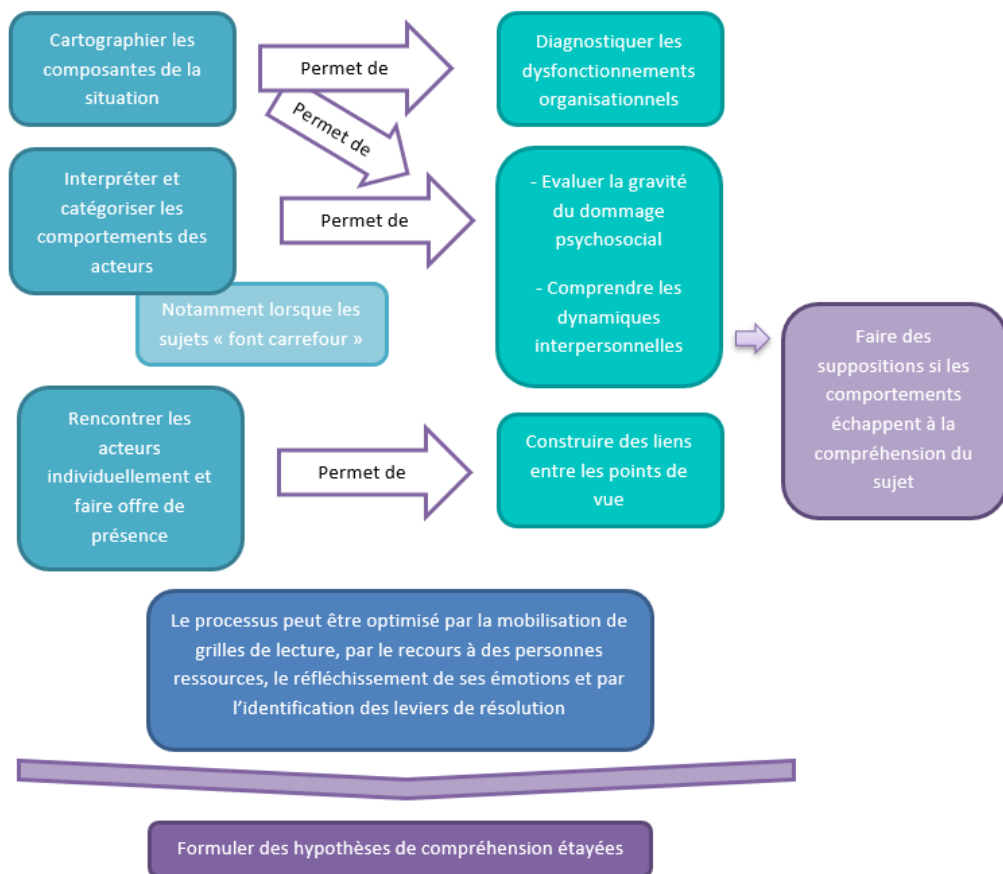 Cartographier les
composantes de la
situation
Permet de
Diagnostiquer les
dysfonctionnements
organisationnels
Permet de
Interpréter et
catégoriser les
comportements des
acteurs
Permet de
- Evaluer la gravité
du dommage
psychosocial
- Comprendre les
dynamiques
interpersonnelles
Notamment lorsque les
sujets « font carrefour »
Faire des
suppositions si les
comportements
échappent à la
compréhension du
sujet
Rencontrer les
acteurs
individuellement et
faire offre de
présence
Permet de
Construire des liens
entre les points de
vue
Le processus peut être optimisé par la mobilisation de
grilles de lecture, par le recours à des personnes
ressources, le réfléchissement de ses émotions et par
l’identification des leviers de résolution
Formuler des hypothèses de compréhension étayées